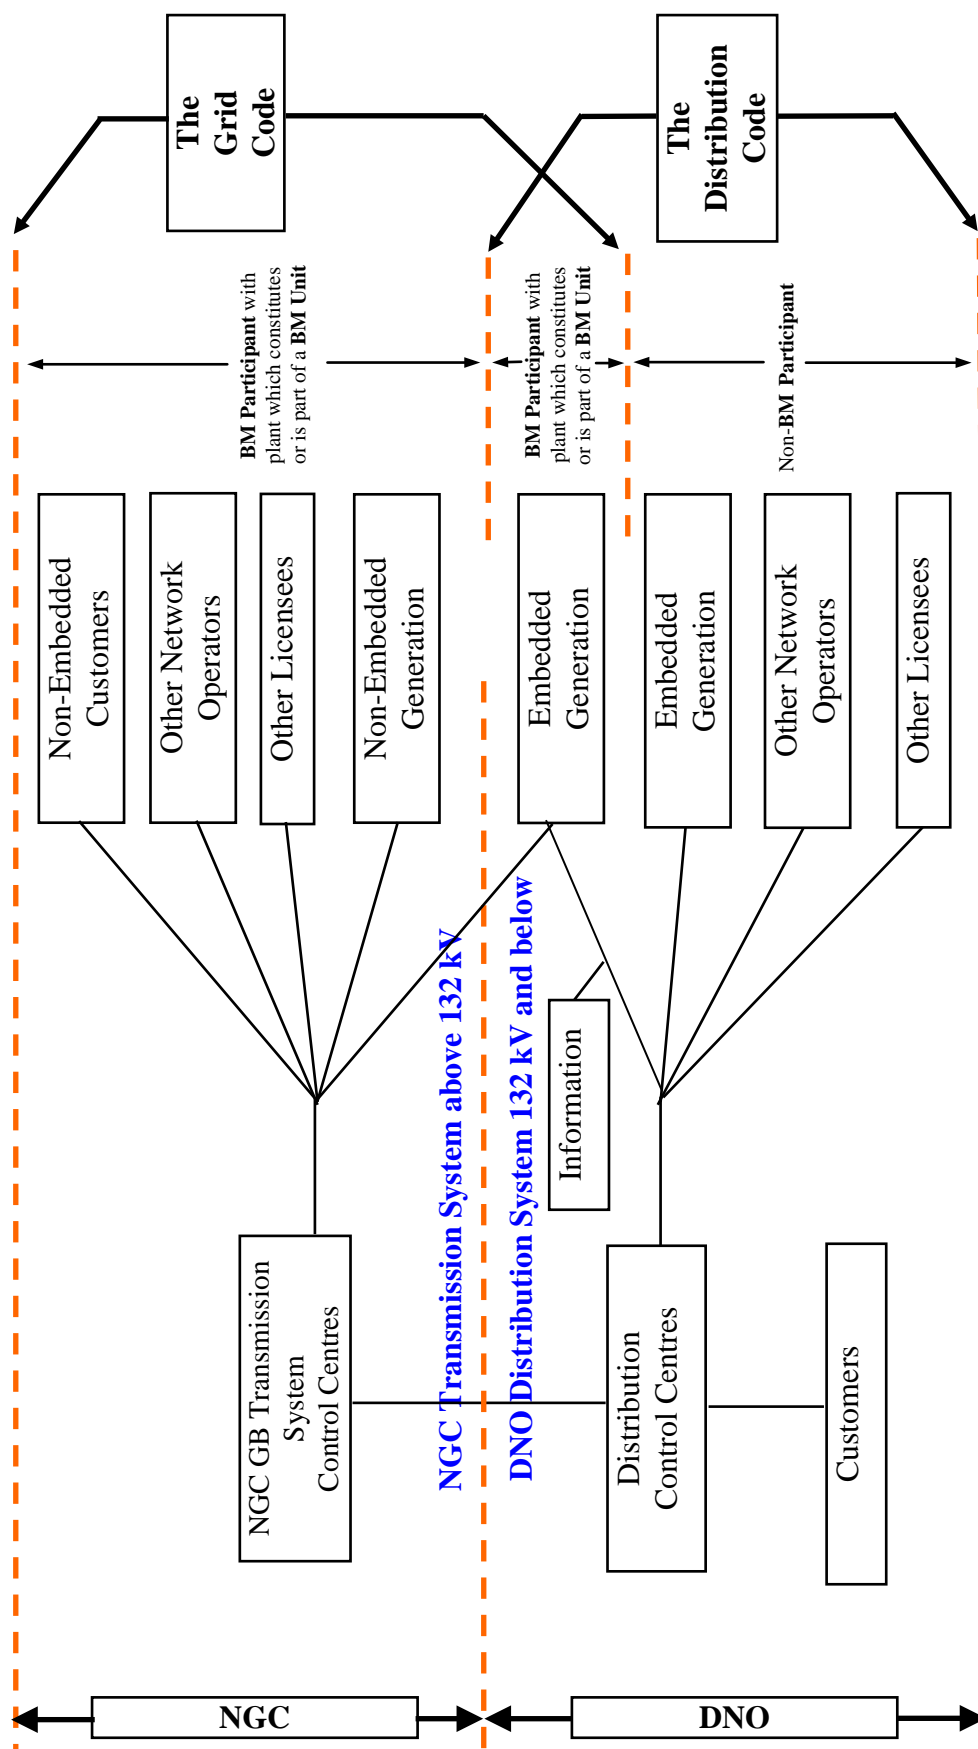 NGC
DNO
NGC GB Transmission
System
Control Centres
NGC Transmission System above 132 kV
DNO Distribution System 132 kV and below
Distribution
Control Centres
Customers
Information
Non-Embedded
Customers
Other Network
Operators
Other Licensees
Non-Embedded
Generation
Embedded
Generation
Embedded
Generation
Other Network
Operators
Other Licensees
BM Participant with
plant which constitutes
or is part of a BM Unit
BM Participant with
plant which constitutes
or is part of a BM Unit
Non-BM Participant
The
Grid
Code
The
Distribution
Code